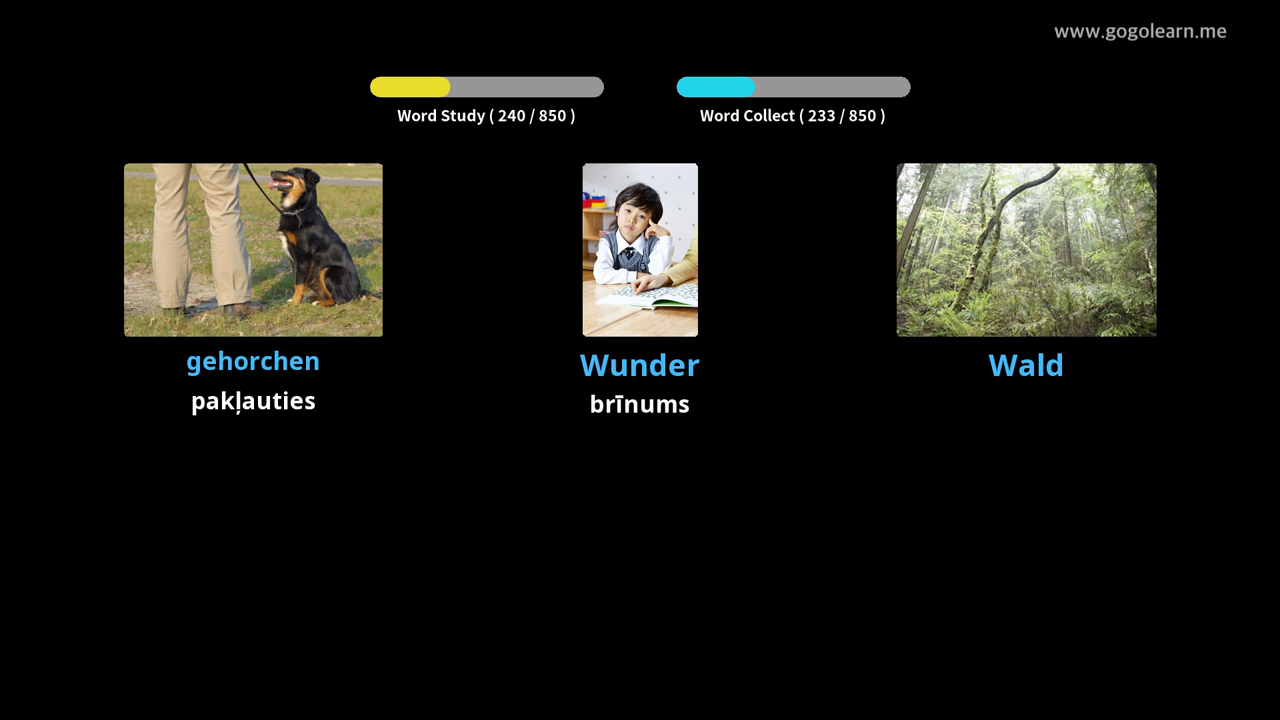 www.gogolearn.me
Word Study ( 240 / 850 )
Word Collect ( 233 / 850 )
gehorchen
pakļauties
Wunder
brīnums
Wald